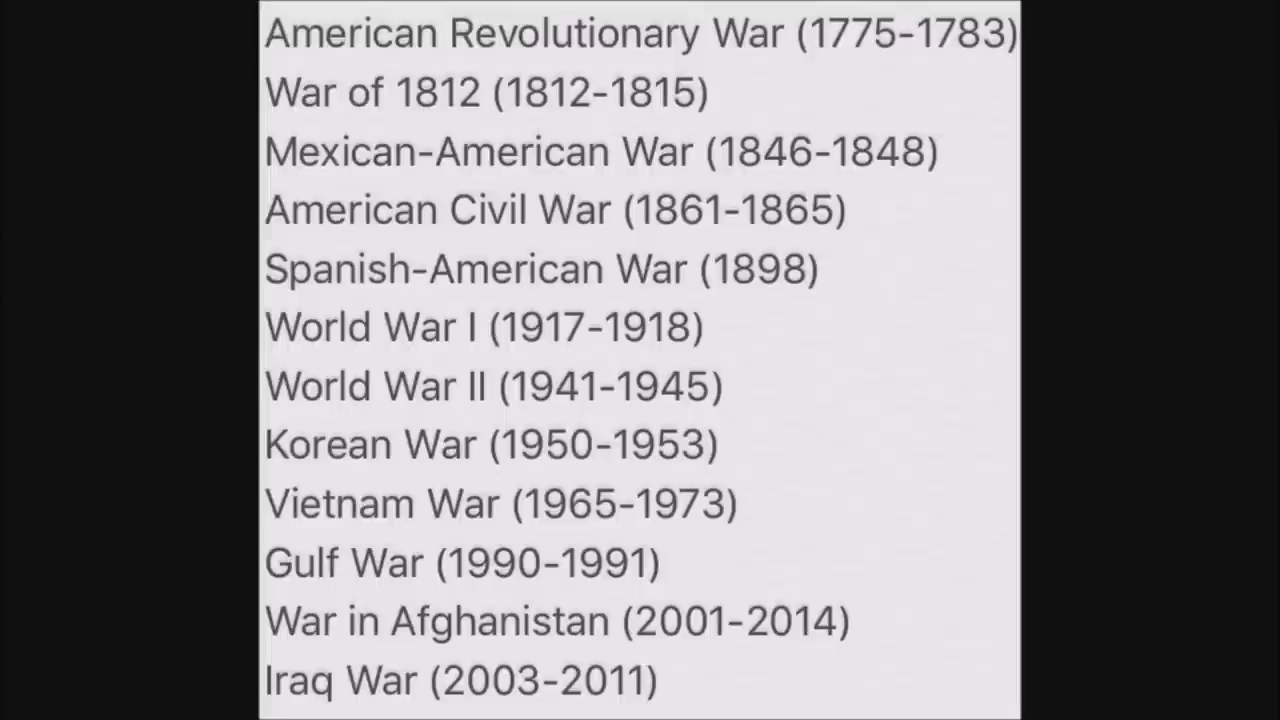 American Revolutionary War (1775-1783)
War of 1812 (1812-1815)
Mexican-American War (1846-1848)
American Civil War (1861-1865)
Spanish-American War (1898)
World War I (1917-1918)
World War II (1941-1945)
Korean War (1950-1953)
Vietnam War (1965-1973)
Gulf War (1990-1991)
War in Afghanistan (2001-2014)
Iraq War (2003-2011)